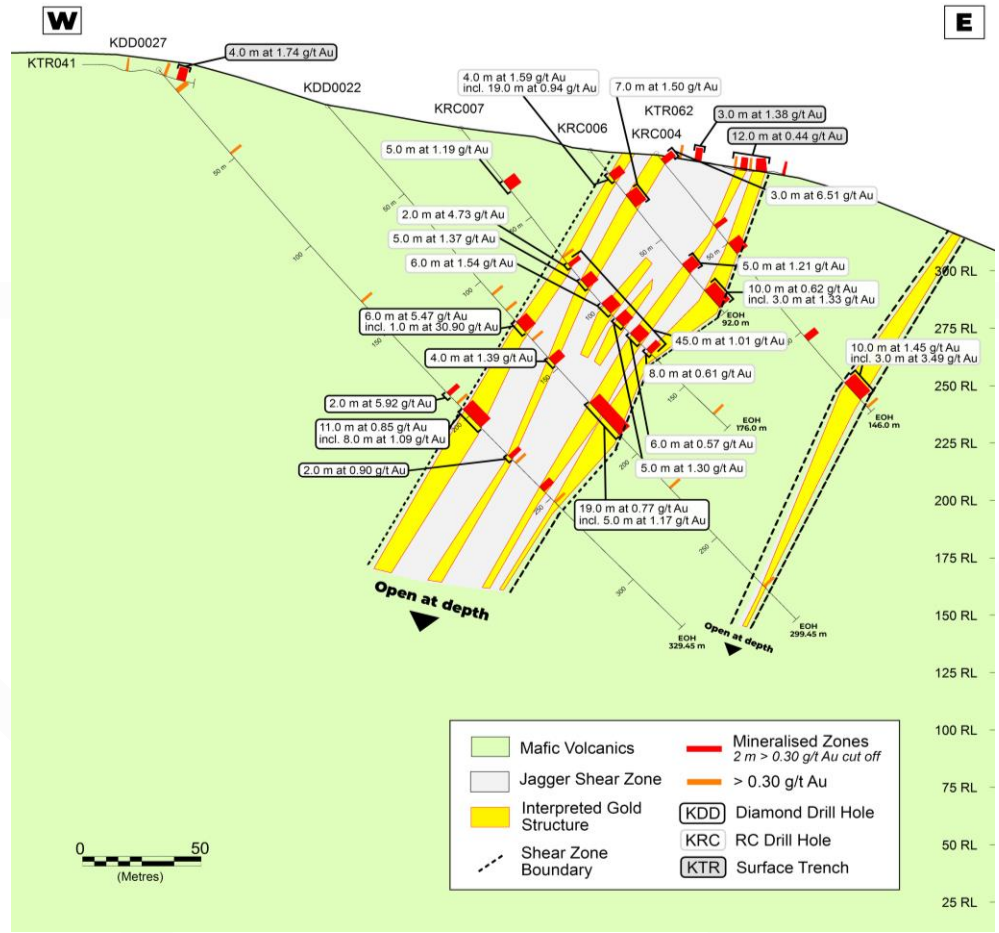 W
E
KDD0027
KTR041
4.0 m at 1.74 g/t Au
KDD0022
KRC007
4.0 m at 1.59 g/t Au
incl. 19.0 m at 0.94 g/t Au
7.0 m at 1.50 g/t Au
KTR062
KRC006
KRC004
3.0 m at 1.38 g/t Au
12.0 m at 0.44 g/t Au
5.0 m at 1.19 g/t Au
3.0 m at 6.51 g/t Au
2.0 m at 4.73 g/t Au
5.0 m at 1.37 g/t Au
6.0 m at 1.54 g/t Au
5.0 m at 1.21 g/t Au
10.0 m at 0.62 g/t Au
incl. 3.0 m at 1.33 g/t Au
EOH
92.0 m
6.0 m at 5.47 g/t Au
incl. 1.0 m at 30.90 g/t Au
45.0 m at 1.01 g/t Au
10.0 m at 1.45 g/t Au
incl. 3.0 m at 3.49 g/t Au
4.0 m at 1.39 g/t Au
8.0 m at 0.61 g/t Au
2.0 m at 5.92 g/t Au
11.0 m at 0.85 g/t Au
incl. 8.0 m at 1.09 g/t Au
EOH
176.0 m
EOH
146.0 m
6.0 m at 0.57 g/t Au
5.0 m at 1.30 g/t Au
2.0 m at 0.90 g/t Au
19.0 m at 0.77 g/t Au
incl. 5.0 m at 1.17 g/t Au
50 m
100
150
200
250
300
50 m
100
150
200
250
50 m
100
150
50 m
Open at depth
EOH
329.45 m
EOH
299.45 m
Open at depth
300 RL
275 RL
250 RL
225 RL
200 RL
175 RL
150 RL
125 RL
100 RL
75 RL
50 RL
25 RL
Mafic Volcanics
Jagger Shear Zone
Interpreted Gold
Structure
Shear Zone
Boundary
Mineralised Zones
2 m > 0.30 g/t Au cut off
> 0.30 g/t Au
KDD Diamond Drill Hole
KRC RC Drill Hole
KTR Surface Trench
0 50
(Metres)